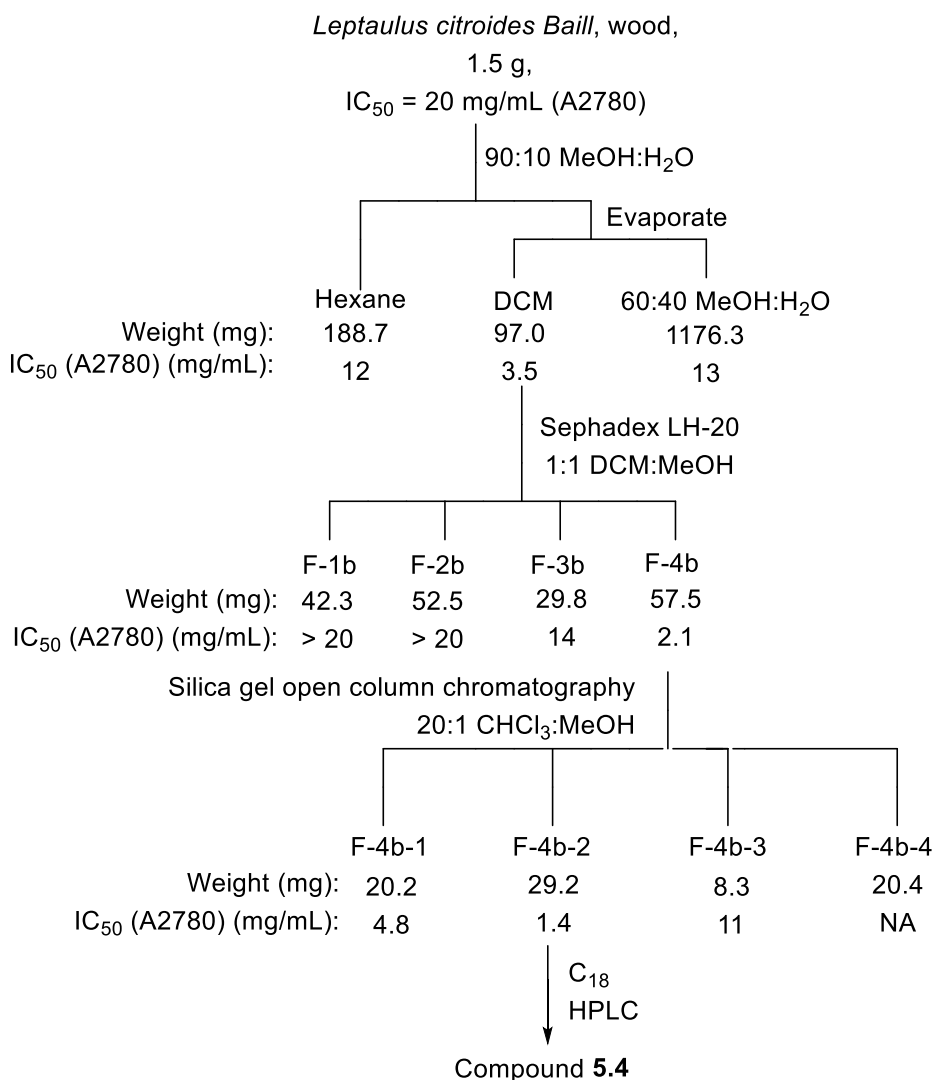 Leptaulus citroides Baill, wood,
1.5 g,
IC₅₀ = 20 mg/mL (A2780)
90:10 MeOH:H₂O
Evaporate
Hexane DCM 60:40 MeOH:H₂O
Weight (mg): 188.7 97.0 1176.3
IC₅₀ (A2780) (mg/mL): 12 3.5 13
Sephadex LH-20
1:1 DCM:MeOH
F-1b F-2b F-3b F-4b
Weight (mg): 42.3 52.5 29.8 57.5
IC₅₀ (A2780) (mg/mL): > 20 > 20 14 2.1
Silica gel open column chromatography
20:1 CHCl₃:MeOH
F-4b-1 F-4b-2 F-4b-3 F-4b-4
Weight (mg): 20.2 29.2 8.3 20.4
IC₅₀ (A2780) (mg/mL): 4.8 1.4 11 NA
C₁₈
HPLC
Compound 5.4